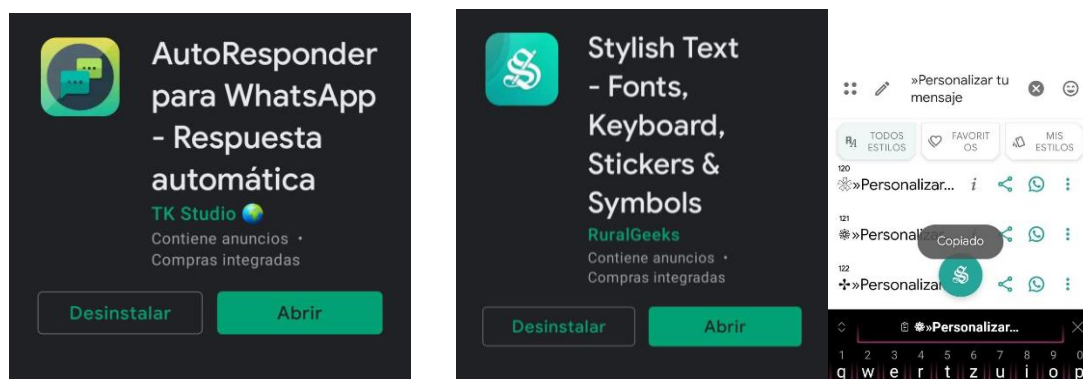 AutoResponder
para WhatsApp
- Respuesta
automática
TK Studio
Contiene anuncios •
Compras integradas
Desinstalar
Abrir
Stylish Text
- Fonts,
Keyboard,
Stickers &
Symbols
RuralGeeks
Contiene anuncios •
Compras integradas
Desinstalar
Abrir
»Personalizar tu
mensaje
TODOS
ESTILOS
FAVORIT
OS
MIS
ESTILOS
120
»Personalizar...
121
»Personalizar...
Copiado
122
»Personalizar
»Personalizar...
1 2 3 4 5 6 7 8 9 0
q w e r t z u i o p